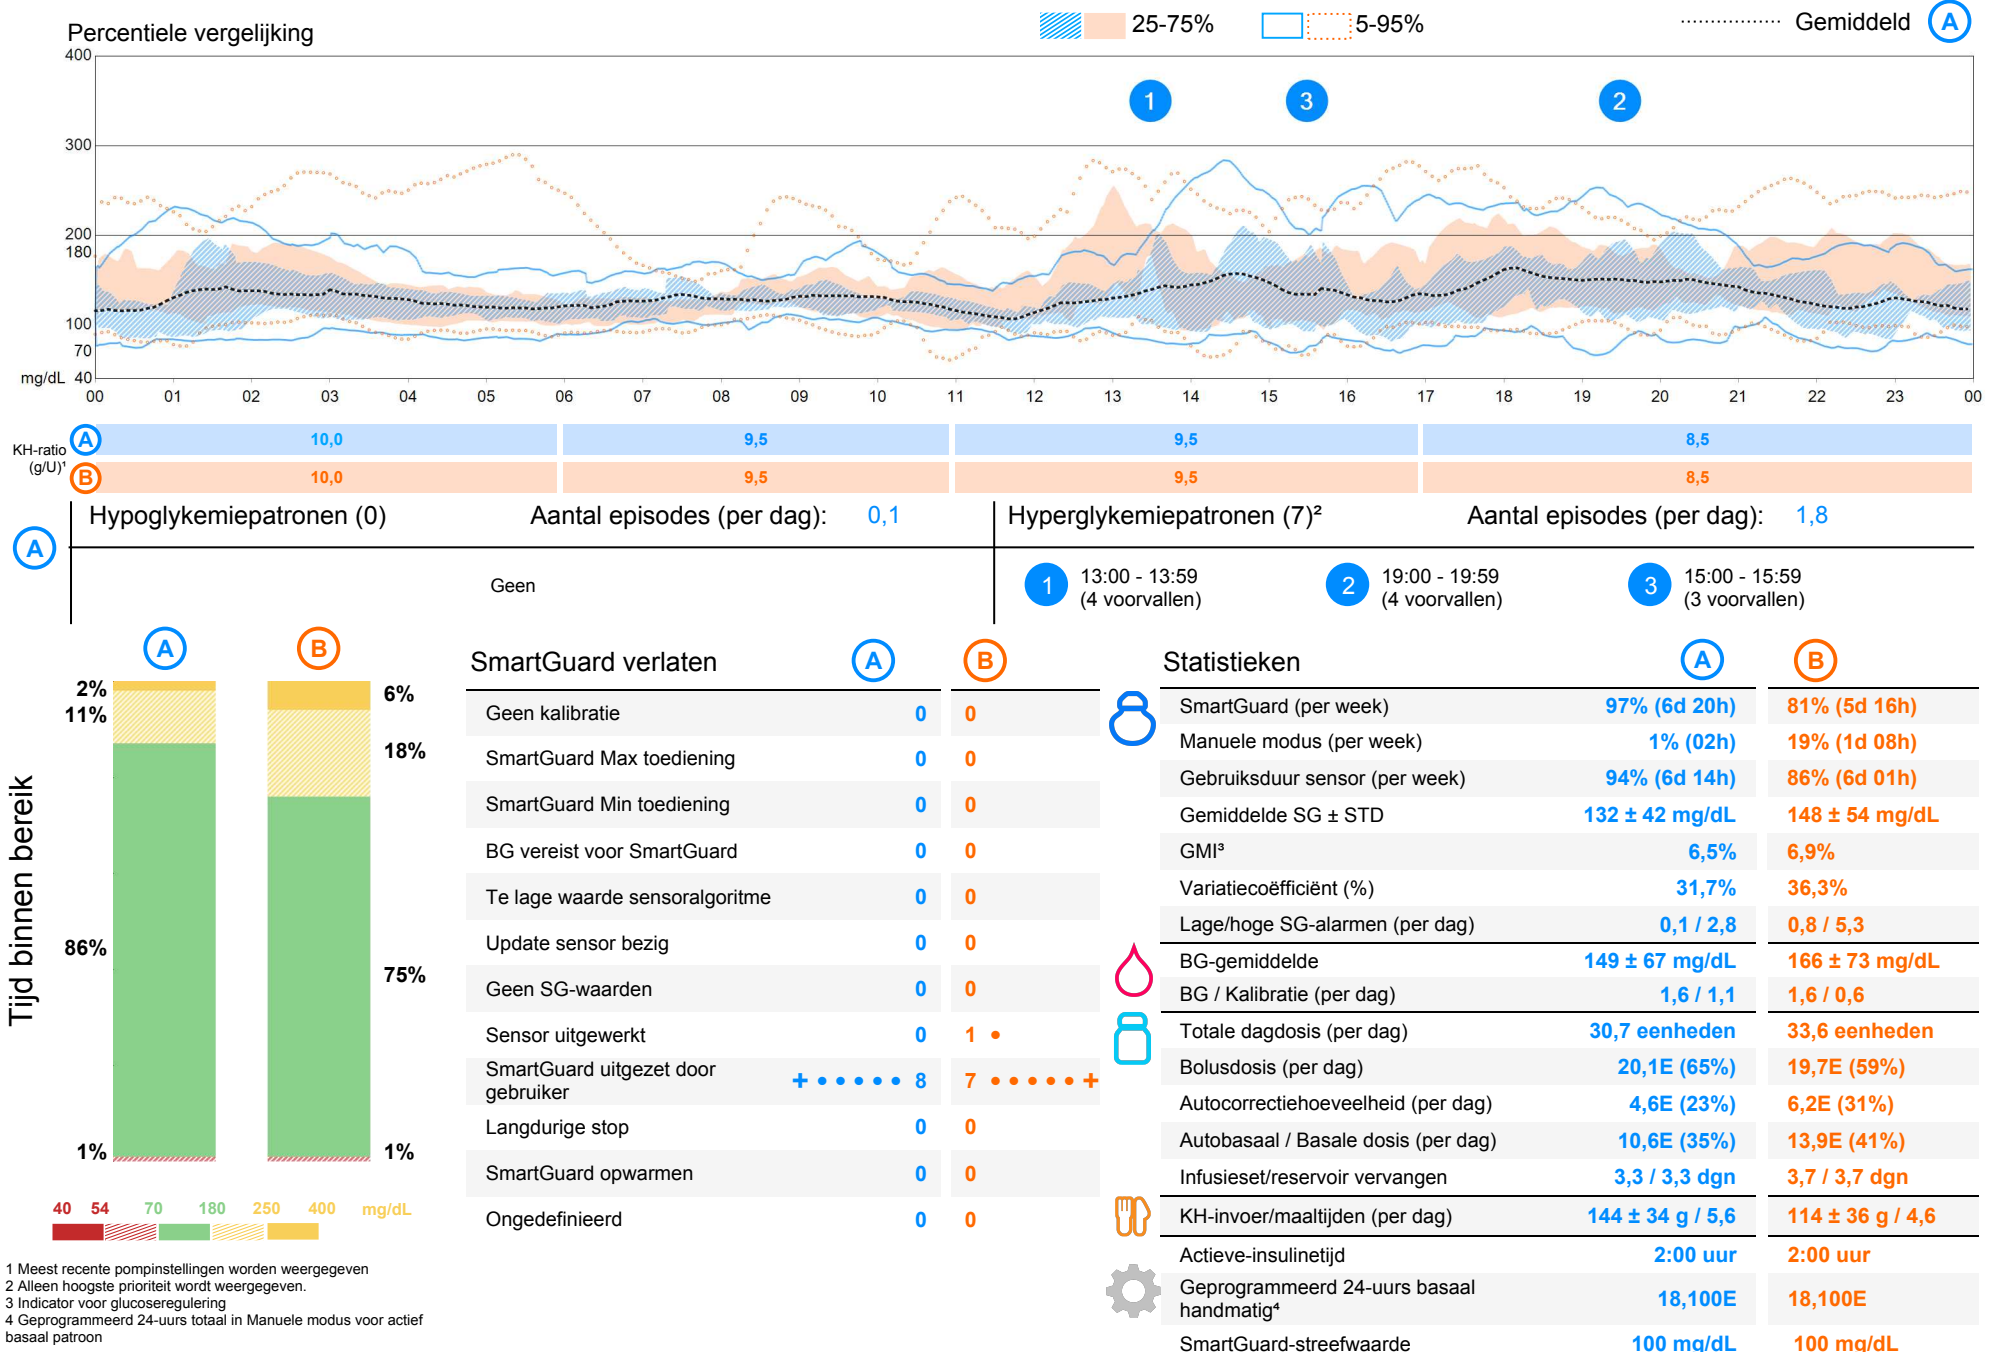 Percentiele vergelijking
25-75%
5-95%
Gemiddeld A
400
300
200
180
100
70
mg/dL 40
1 3 2
00 01 02 03 04 05 06 07 08 09 10 11 12 13 14 15 16 17 18 19 20 21 22 23 00
KH-ratio
(g/U)¹
A 10,0 9,5 9,5 8,5
B 10,0 9,5 9,5 8,5
A
Hypoglykemiepatronen (0) Aantal episodes (per dag): 0,1
Geen
Hyperglykemiepatronen (7)² Aantal episodes (per dag): 1,8
1 13:00 - 13:59
(4 voorvallen)
2 19:00 - 19:59
(4 voorvallen)
3 15:00 - 15:59
(3 voorvallen)
Tijd binnen bereik
A B
2% 6%
11% 18%
86% 75%
1% 1%
40 54 70 180 250 400 mg/dL
SmartGuard verlaten A B
Geen kalibratie 0 0
SmartGuard Max toediening 0 0
SmartGuard Min toediening 0 0
BG vereist voor SmartGuard 0 0
Te lage waarde sensoralgoritme 0 0
Update sensor bezig 0 0
Geen SG-waarden 0 0
Sensor uitgewerkt 0 1
SmartGuard uitgezet door
gebruiker + 8 7 +
Langdurige stop 0 0
SmartGuard opwarmen 0 0
Ongedefinieerd 0 0
Statistieken A B
SmartGuard (per week) 97% (6d 20h) 81% (5d 16h)
Manuele modus (per week) 1% (02h) 19% (1d 08h)
Gebruiksduur sensor (per week) 94% (6d 14h) 86% (6d 01h)
Gemiddelde SG ± STD 132 ± 42 mg/dL 148 ± 54 mg/dL
GMI³ 6,5% 6,9%
Variatiecoëfficiënt (%) 31,7% 36,3%
Lage/hoge SG-alarmen (per dag) 0,1 / 2,8 0,8 / 5,3
BG-gemiddelde 149 ± 67 mg/dL 166 ± 73 mg/dL
BG / Kalibratie (per dag) 1,6 / 1,1 1,6 / 0,6
Totale dagdosis (per dag) 30,7 eenheden 33,6 eenheden
Bolusdosis (per dag) 20,1E (65%) 19,7E (59%)
Autocorrectiehoeveelheid (per dag) 4,6E (23%) 6,2E (31%)
Autobasaal / Basale dosis (per dag) 10,6E (35%) 13,9E (41%)
Infusieset/reservoir vervangen 3,3 / 3,3 dgn 3,7 / 3,7 dgn
KH-invoer/maaltijden (per dag) 144 ± 34 g / 5,6 114 ± 36 g / 4,6
Actieve-insulinetijd 2:00 uur 2:00 uur
Geprogrammeerd 24-uurs basaal
handmatig⁴ 18,100E 18,100E
SmartGuard-streefwaarde 100 mg/dL 100 mg/dL
1 Meest recente pompinstellingen worden weergegeven
2 Alleen hoogste prioriteit wordt weergegeven.
3 Indicator voor glucoseregulering
4 Geprogrammeerd 24-uurs totaal in Manuele modus voor actief
basaal patroon